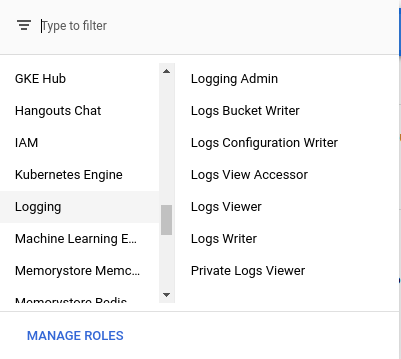 Type to filter
GKE Hub
Hangouts Chat
IAM
Kubernetes Engine
Logging
Machine Learning E...
Memorystore Memc...
Memorystore Redis
Logging Admin
Logs Bucket Writer
Logs Configuration Writer
Logs View Accessor
Logs Viewer
Logs Writer
Private Logs Viewer
MANAGE ROLES